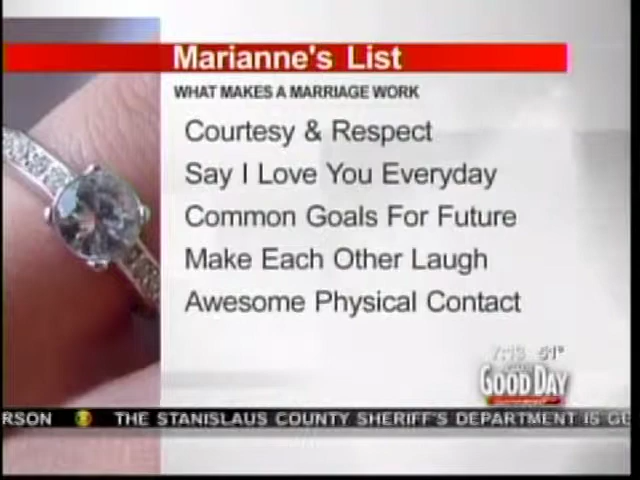 Marianne's List
WHAT MAKES A MARRIAGE WORK
Courtesy & Respect
Say I Love You Everyday
Common Goals For Future
Make Each Other Laugh
Awesome Physical Contact
GOOD DAY
RSON THE STANISLAUS COUNTY SHERIFF'S DEPARTMENT IS